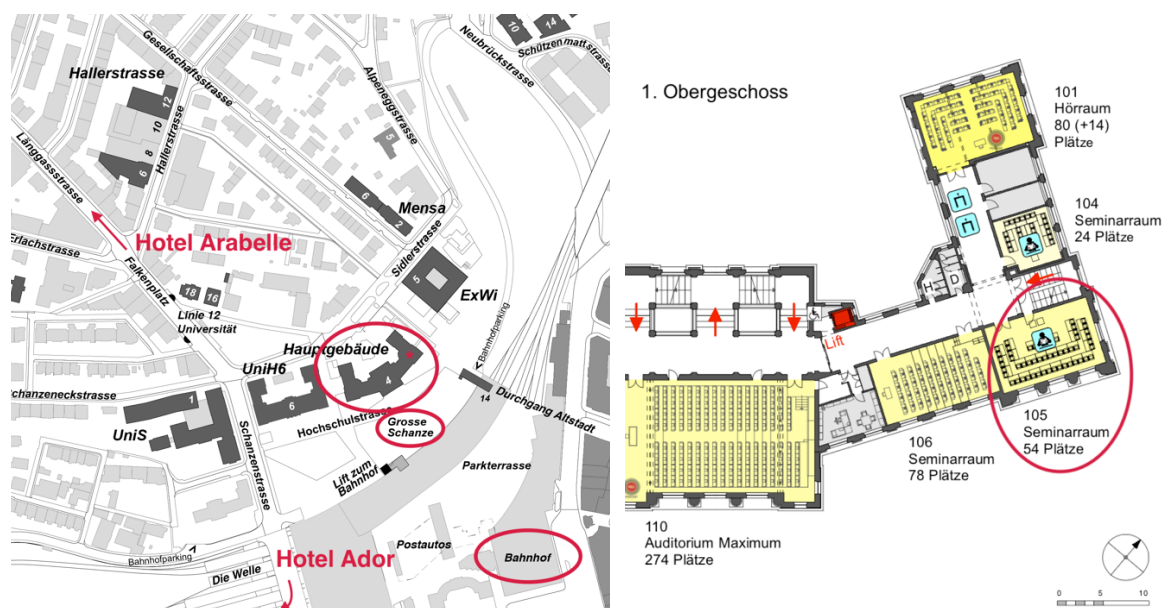 Gesellschaftsstrasse
Hallerstrasse
12
10
8
6
Hallerstrasse
Länggassstrasse
Alpeneggstrasse
5
Neubrückstrasse
10
14
Schützenmattstrasse
6
2
Mensa
Hotel Arabelle
Erlachstrasse
Falkenplatz
Sidlerstrasse
5
ExWi
18
16
Linie 12
Universität
Bahnhofparking
Hauptgebäude
4
UniH6
6
Hochschulstrasse
Grosse
Schanze
14
Durchgang Altstadt
Schanzeneckstrasse
1
UniS
Schanzenstrasse
Lift zum
Bahnhof
Parkterrasse
Postautos
Bahnhof
Bahnhofparking
Hotel Ador
Die Welle
1. Obergeschoss
101
Hörraum
80 (+14)
Plätze
104
Seminarraum
24 Plätze
H
D
Lift
105
Seminarraum
54 Plätze
106
Seminarraum
78 Plätze
110
Auditorium Maximum
274 Plätze
0 5 10